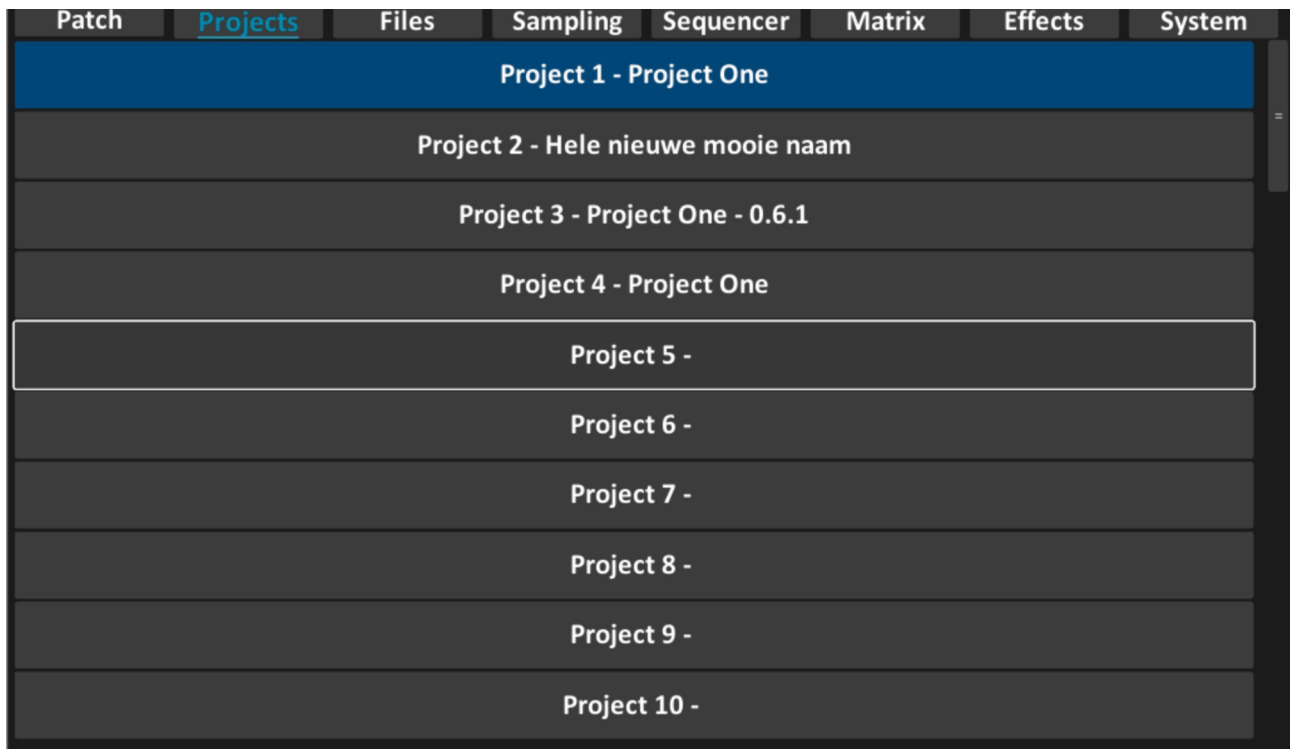 Patch Projects Files Sampling Sequencer Matrix Effects System
Project 1 - Project One
Project 2 - Hele nieuwe mooie naam
Project 3 - Project One - 0.6.1
Project 4 - Project One
Project 5 -
Project 6 -
Project 7 -
Project 8 -
Project 9 -
Project 10 -